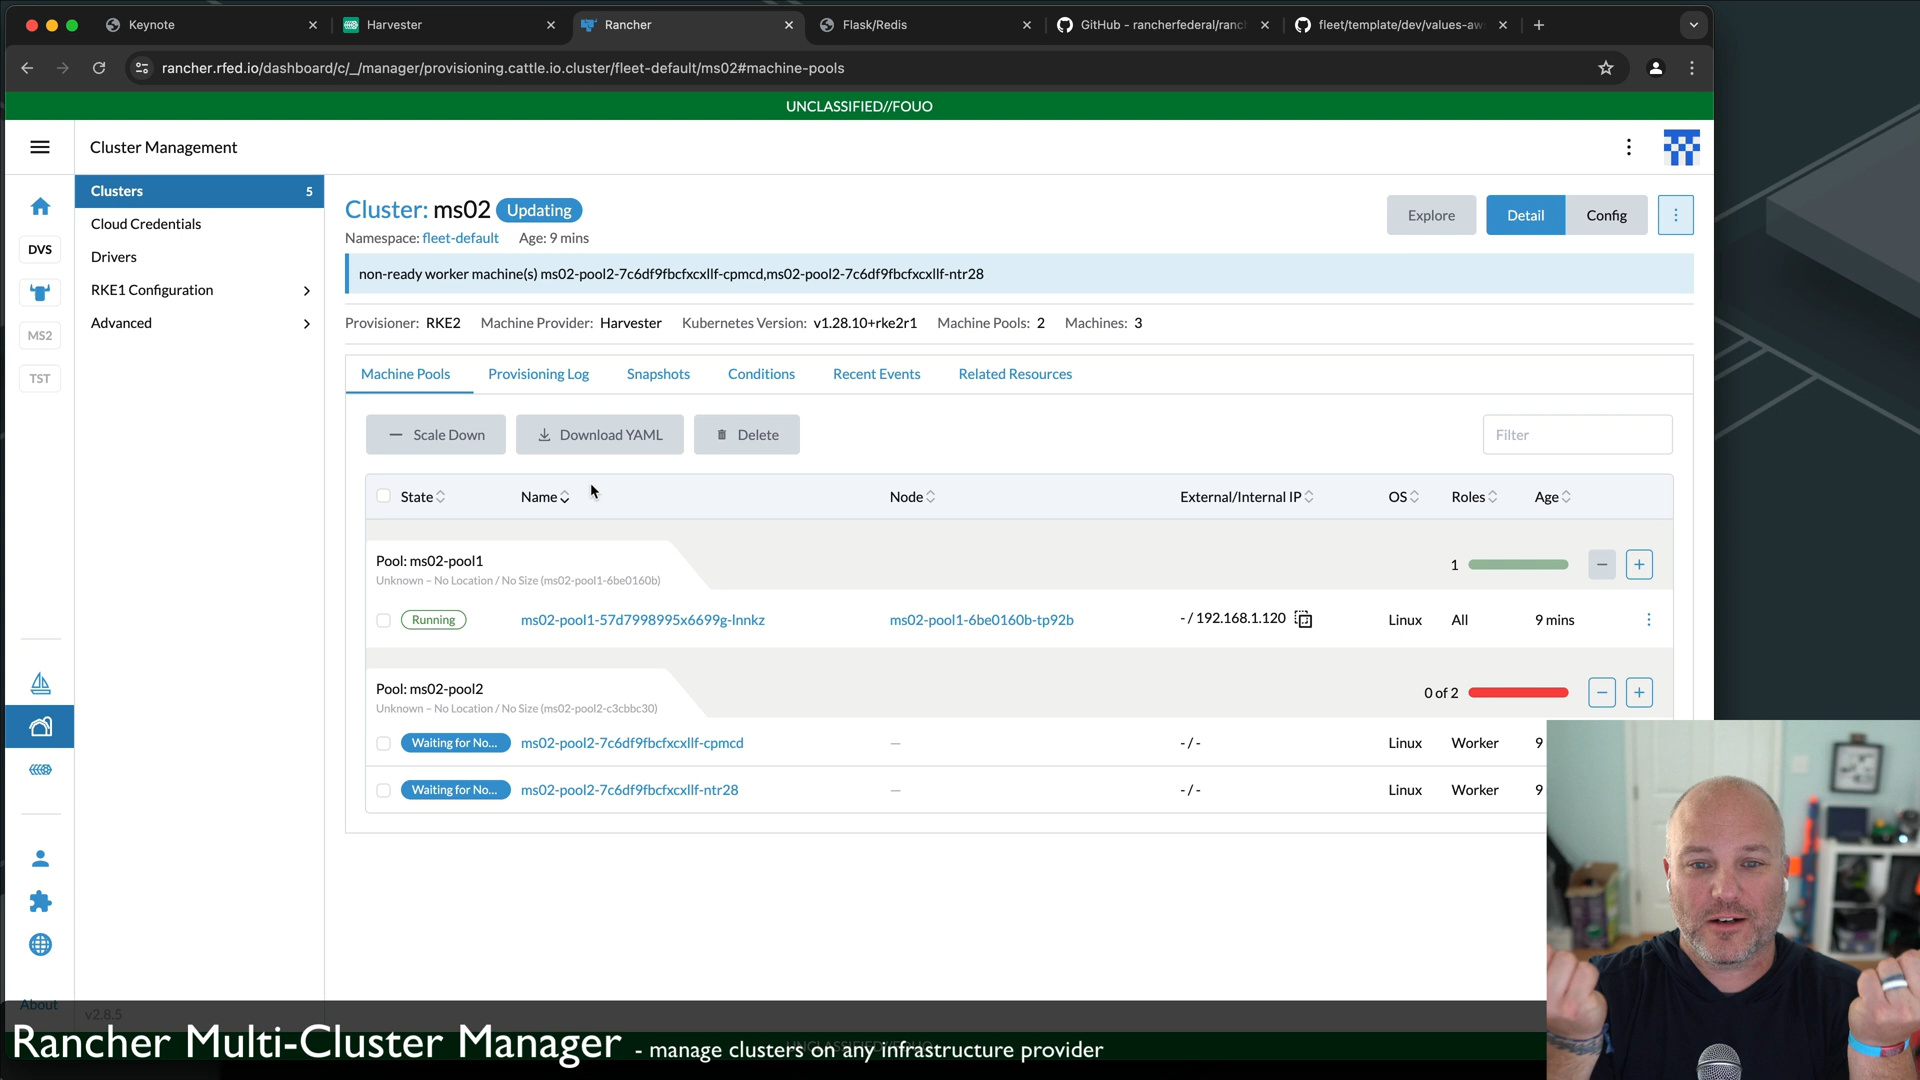 Keynote
Harvester
Rancher
Flask/Redis
GitHub - rancherfederal/ranch
fleet/template/dev/values-aw
rancher.rfed.io/dashboard/c/_/manager/provisioning.cattle.io.cluster/fleet-default/ms02#machine-pools
UNCLASSIFIED//FOUO
Cluster Management
DVS
MS2
TST
Clusters 5
Cloud Credentials
Drivers
RKE1 Configuration
Advanced
Cluster: ms02 Updating
Namespace: fleet-default Age: 9 mins
Explore Detail Config
non-ready worker machine(s) ms02-pool2-7c6df9fbcfxcxllf-cpmcd,ms02-pool2-7c6df9fbcfxcxllf-ntr28
Provisioner: RKE2 Machine Provider: Harvester Kubernetes Version: v1.28.10+rke2r1 Machine Pools: 2 Machines: 3
Machine Pools Provisioning Log Snapshots Conditions Recent Events Related Resources
Scale Down Download YAML Delete Filter
State Name Node External/Internal IP OS Roles Age
Pool: ms02-pool1
Unknown – No Location / No Size (ms02-pool1-6be0160b)
1
Running ms02-pool1-57d7998995x6699g-lnnkz ms02-pool1-6be0160b-tp92b - / 192.168.1.120 Linux All 9 mins
Pool: ms02-pool2
Unknown – No Location / No Size (ms02-pool2-c3cbbc30)
0 of 2
Waiting for No... ms02-pool2-7c6df9fbcfxcxllf-cpmcd – - / - Linux Worker 9
Waiting for No... ms02-pool2-7c6df9fbcfxcxllf-ntr28 – - / - Linux Worker 9
About
v2.8.5
Rancher Multi-Cluster Manager - manage clusters on any infrastructure provider